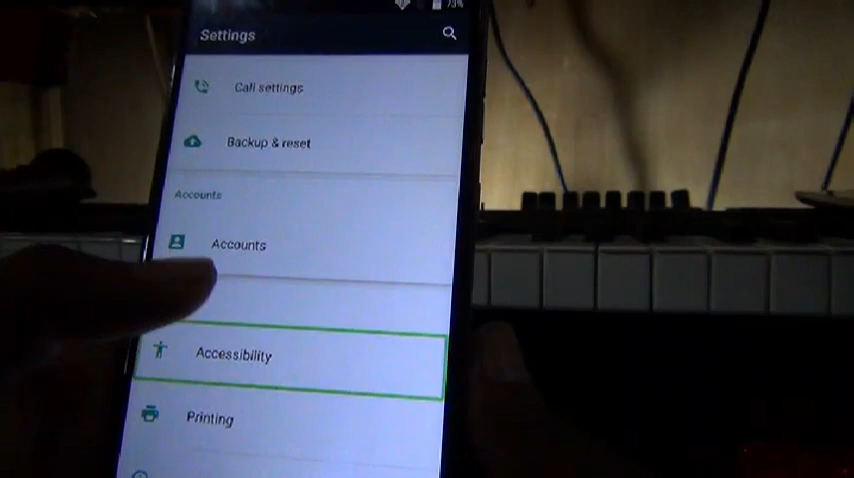 73%
Settings
Call settings
Backup & reset
Accounts
Accounts
Accessibility
Printing